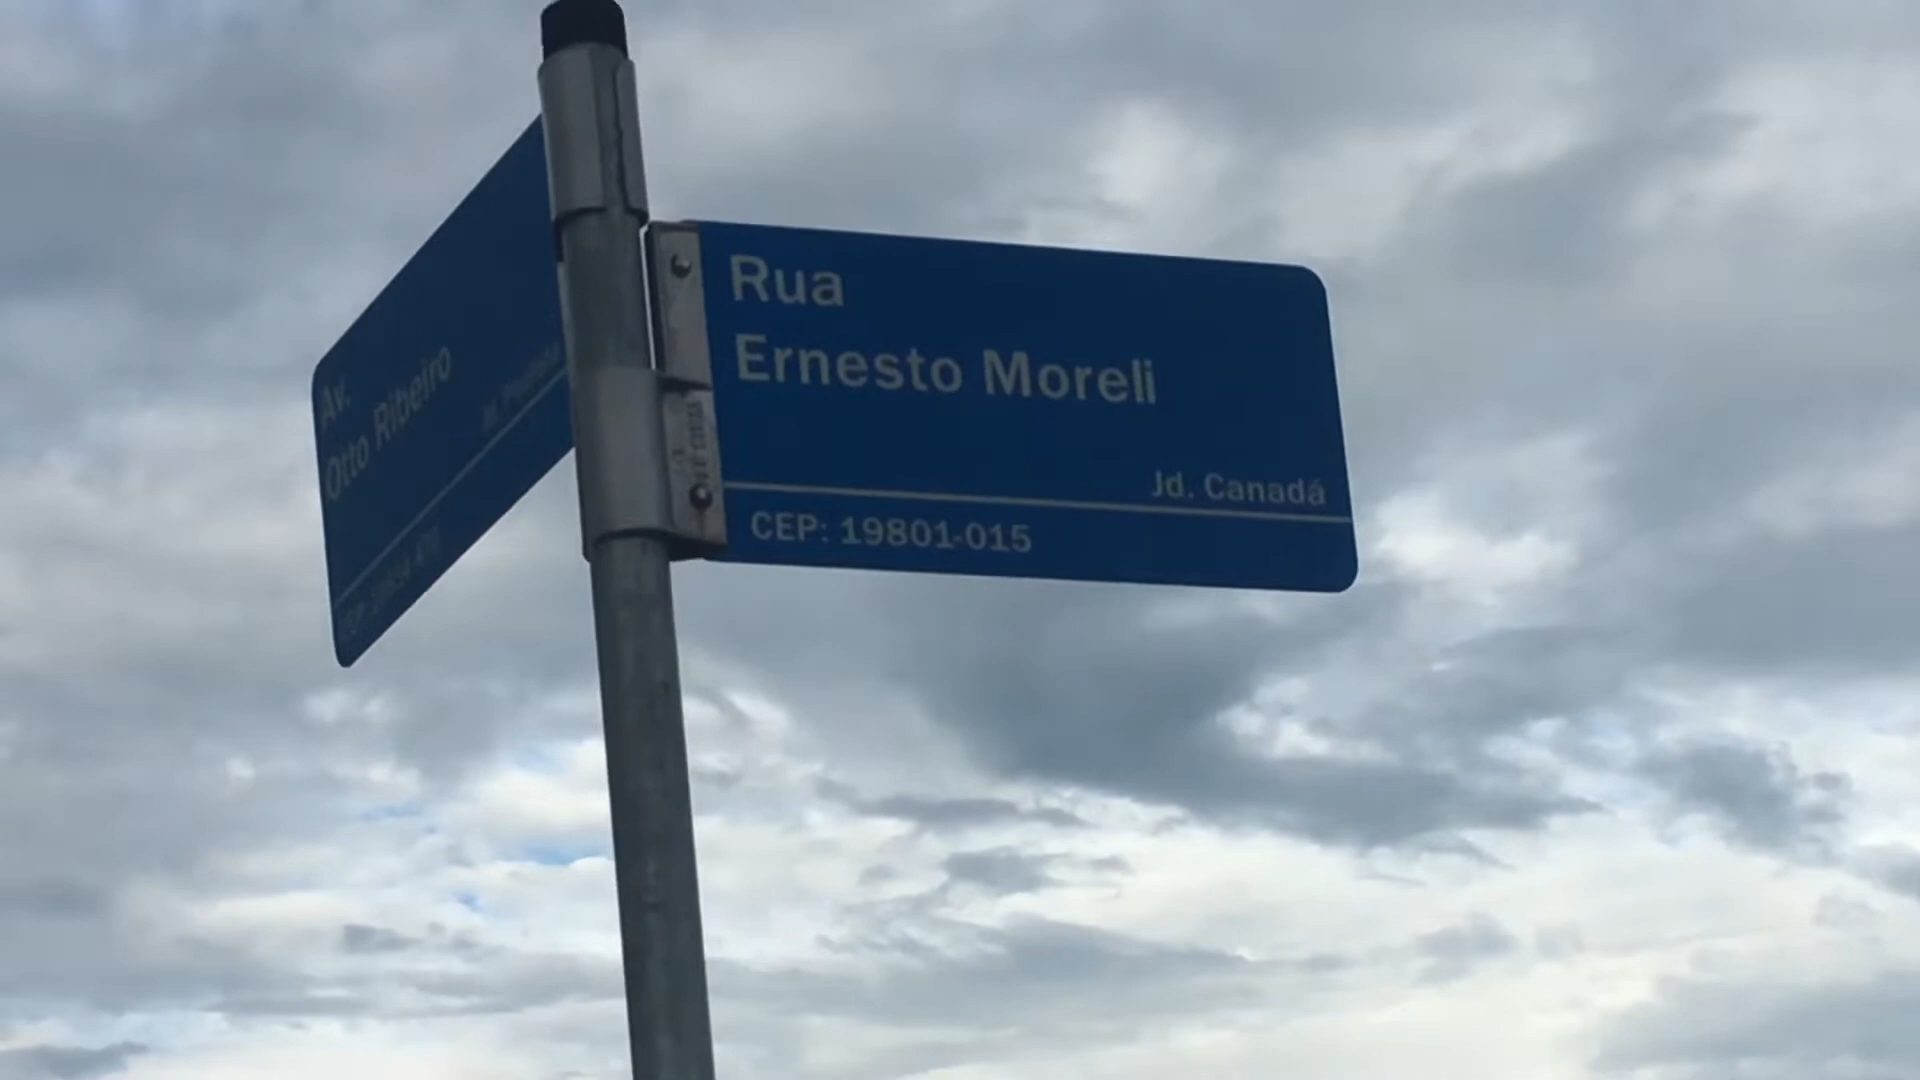 Av.
Otto Ribeiro
Rua
Ernesto Moreli
Jd. Canadá
CEP: 19801-015